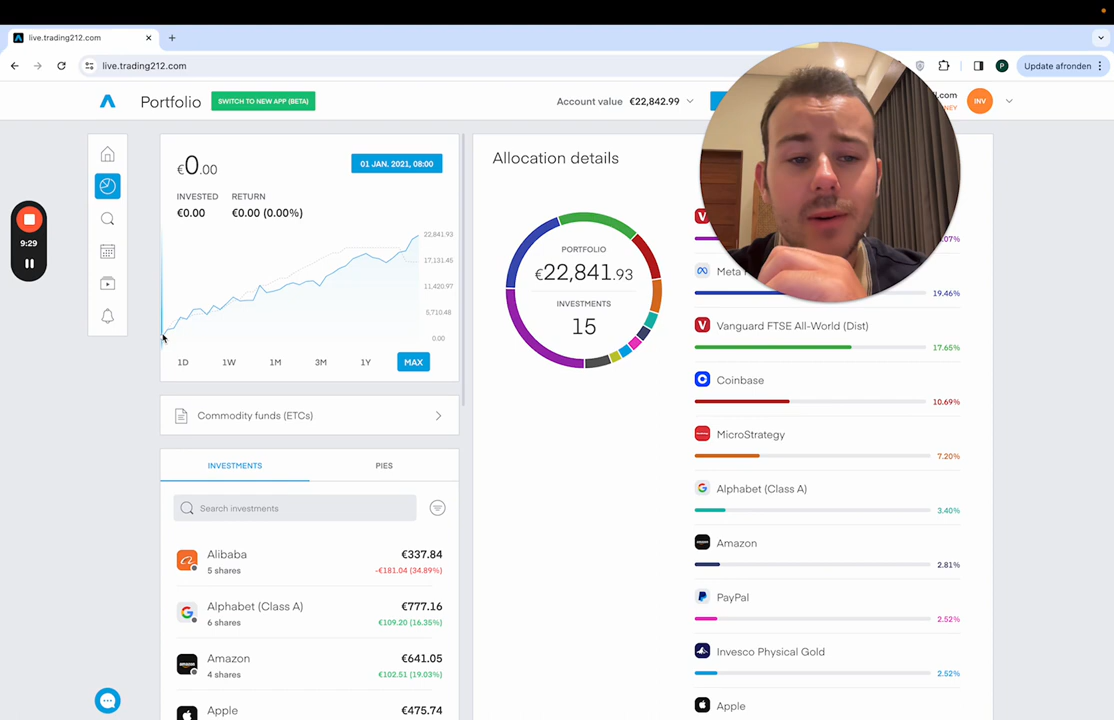 live.trading212.com
live.trading212.com
P
Update afronden
Portfolio
SWITCH TO NEW APP (BETA)
Account value €22,842.99
.com
INV
€0.00
01 JAN. 2021, 08:00
INVESTED
RETURN
€0.00
€0.00 (0.00%)
22,841.93
17,131.45
11,420.97
5,710.48
0.00
1D
1W
1M
3M
1Y
MAX
9:29
Commodity funds (ETCs)
INVESTMENTS
PIES
Search investments
Alibaba
€337.84
5 shares
-€181.04 (34.89%)
Alphabet (Class A)
€777.16
6 shares
€109.20 (16.35%)
Amazon
€641.05
4 shares
€102.51 (19.03%)
Apple
€475.74
Allocation details
PORTFOLIO
€22,841.93
INVESTMENTS
15
V
Meta
19.46%
V
Vanguard FTSE All-World (Dist)
17.65%
Coinbase
10.69%
MicroStrategy
7.20%
Alphabet (Class A)
3.40%
Amazon
2.81%
PayPal
2.52%
Invesco Physical Gold
2.52%
Apple